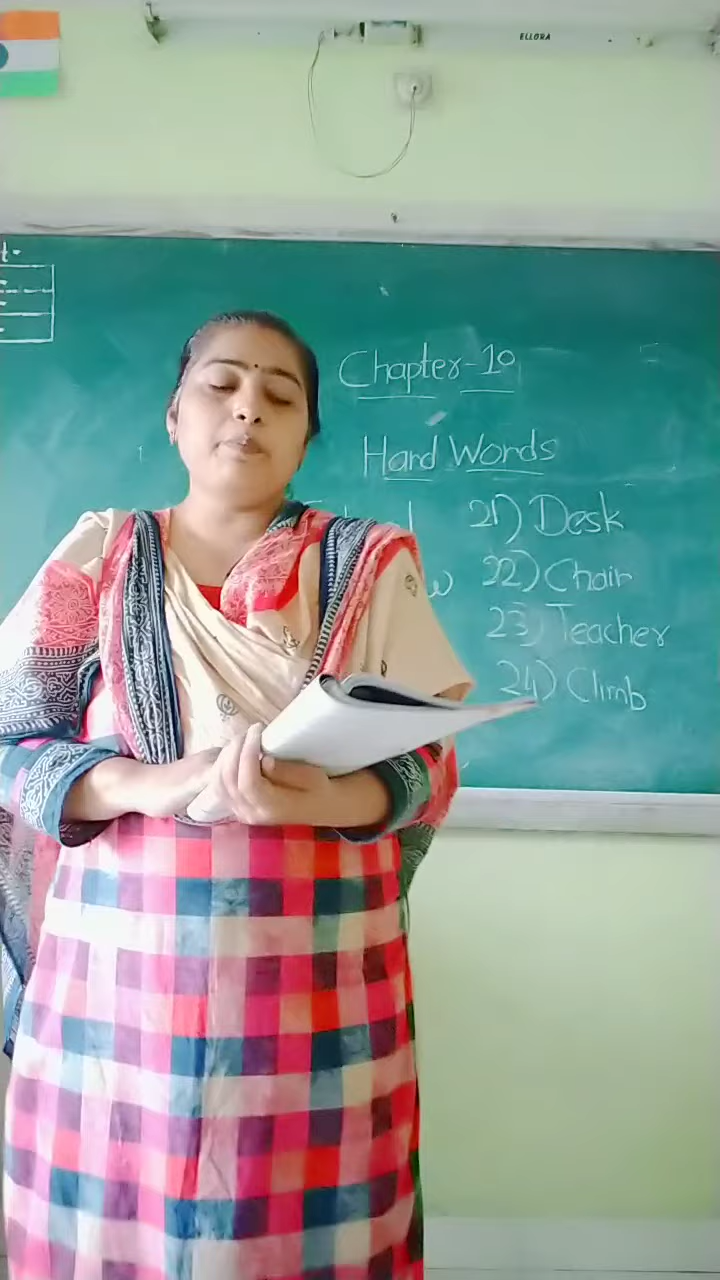 ELLORA
Chapter-10
Hard Words
21) Desk
22) Chair
23) Teacher
24) Climb